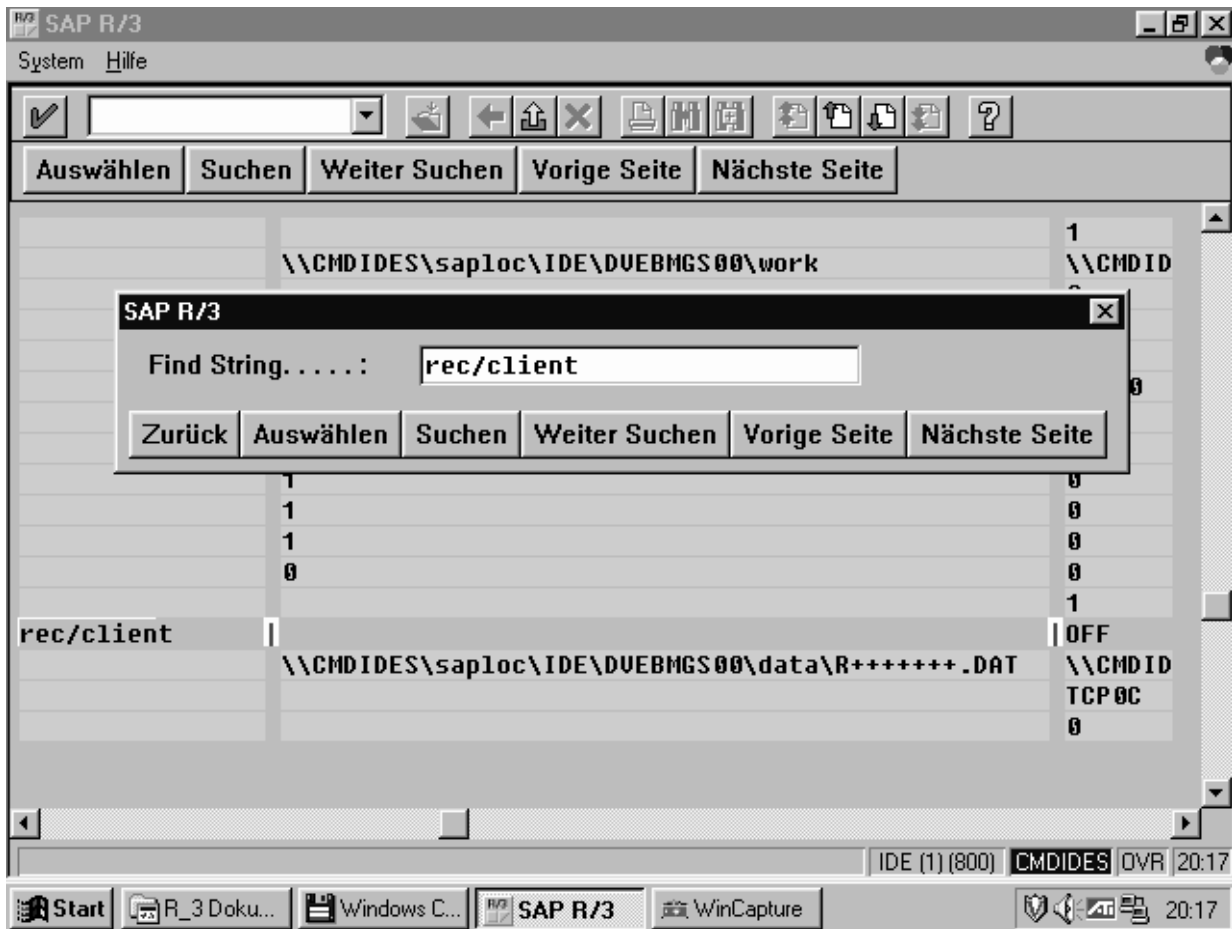 SAP R/3
System Hilfe
Auswählen Suchen Weiter Suchen Vorige Seite Nächste Seite
1
\\CMDIDES\saploc\IDE\DVEBMGS00\work \\CMDID
SAP R/3
Find String.....: rec/client
0
Zurück Auswählen Suchen Weiter Suchen Vorige Seite Nächste Seite
1 0
1 0
1 0
0 0
1
rec/client OFF
\\CMDIDES\saploc\IDE\DVEBMGS00\data\R+++++++.DAT \\CMDID
TCP0C
0
IDE (1) (800) CMDIDES OVR 20:17
Start R_3 Doku... Windows C... SAP R/3 WinCapture 20:17